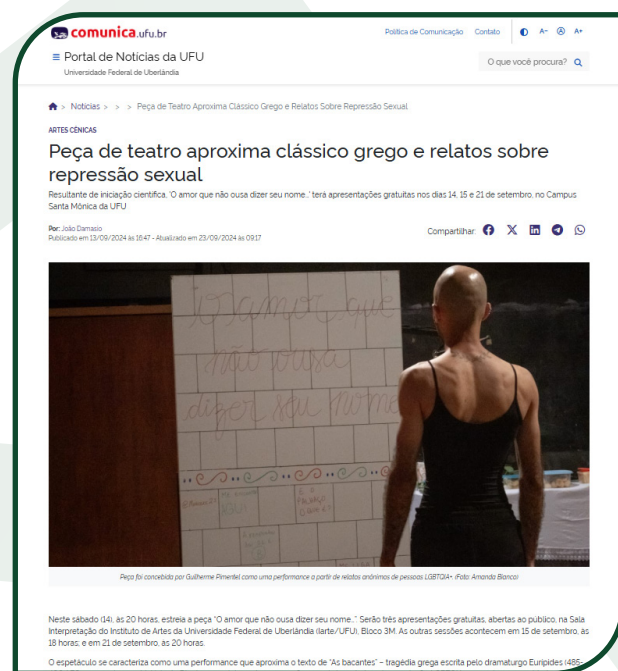 comunica.ufu.br
Política de Comunicação Contato A- A A+
≡ Portal de Notícias da UFU
Universidade Federal de Uberlândia
O que você procura?
> Notícias > > > Peça de Teatro Aproxima Clássico Grego e Relatos Sobre Repressão Sexual
ARTES CÊNICAS
Peça de teatro aproxima clássico grego e relatos sobre
repressão sexual
Resultante de iniciação científica, 'O amor que não ousa dizer seu nome..' terá apresentações gratuitas nos dias 14, 15 e 21 de setembro, no Campus
Santa Mônica da UFU
Por: João Damasio
Publicado em 13/09/2024 às 16:47 - Atualizado em 23/09/2024 às 09:17
Compartilhar:
O amor que
não ousa
dizer seu nome
Peça foi concebida por Guilherme Pimentel como uma performance a partir de relatos anônimos de pessoas LGBTQIA+. (Foto: Amanda Bianco)
Neste sábado (14), às 20 horas, estreia a peça "O amor que não ousa dizer seu nome..". Serão três apresentações gratuitas, abertas ao público, na Sala
Interpretação do Instituto de Artes da Universidade Federal de Uberlândia (Iarte/UFU), Bloco 3M. As outras sessões acontecem em 15 de setembro, às
18 horas; e em 21 de setembro, às 20 horas.
O espetáculo se caracteriza como uma performance que aproxima o texto de "As bacantes" – tragédia grega escrita pelo dramaturgo Eurípides (485-